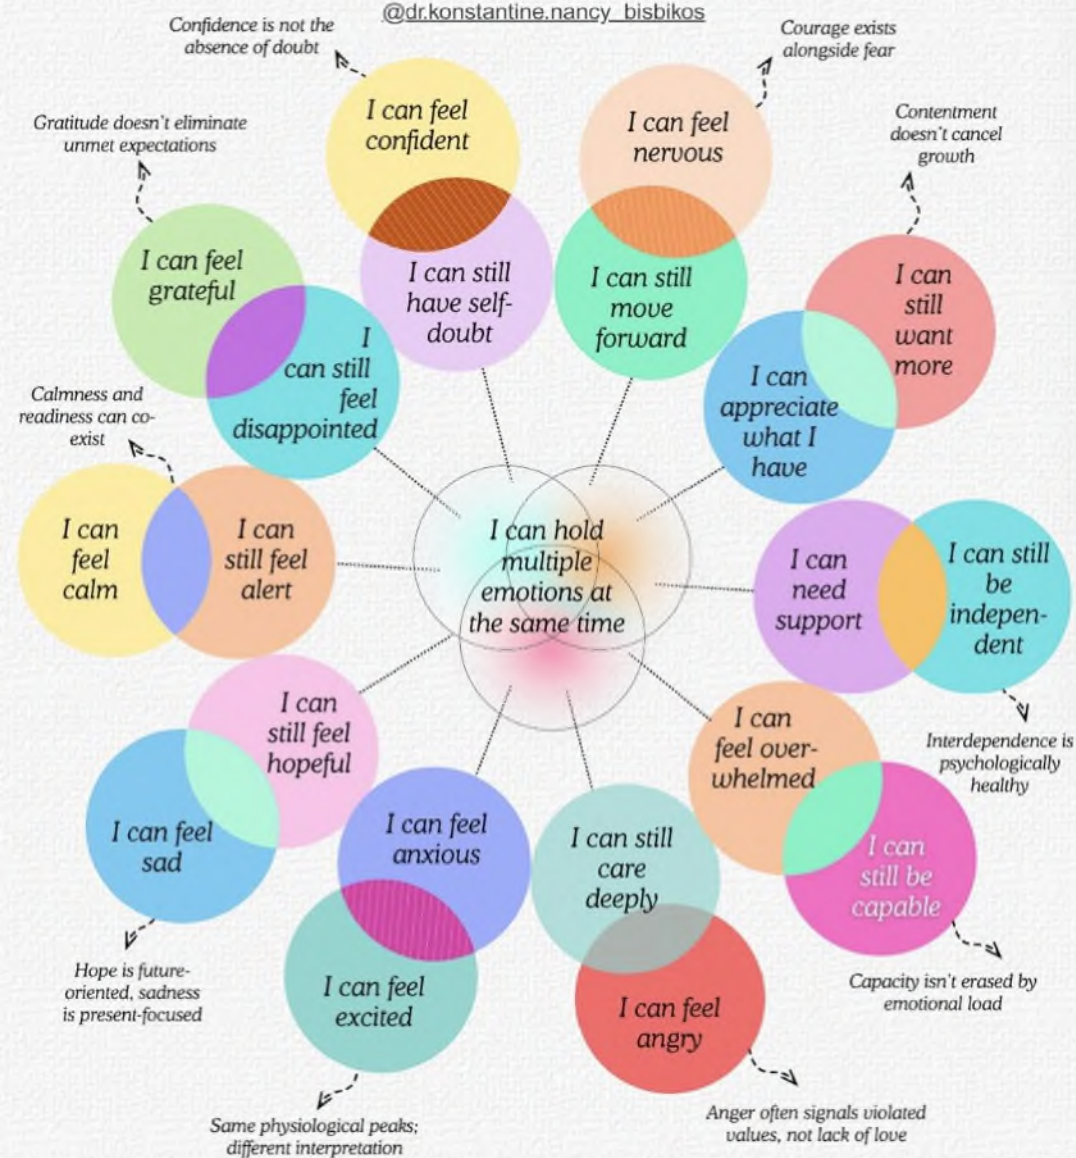 @dr.konstantine.nancy_bisbikos
Confidence is not the
absence of doubt
Courage exists
alongside fear
Gratitude doesn't eliminate
unmet expectations
Contentment
doesn't cancel
growth
I can feel
confident
I can still
have self-
doubt
I can feel
nervous
I can still
move
forward
I can feel
grateful
I
can still
feel
disappointed
I can
still
want
more
I can
appreciate
what I
have
Calmness and
readiness can co-
exist
I can
feel
calm
I can
still feel
alert
I can hold
multiple
emotions at
the same time
I can
need
support
I can still
be
indepen-
dent
Interdependence is
psychologically
healthy
I can
still feel
hopeful
I can feel
sad
Hope is future-
oriented, sadness
is present-focused
I can feel
anxious
I can feel
excited
Same physiological peaks;
different interpretation
I can still
care
deeply
I can feel
angry
Anger often signals violated
values, not lack of love
I can
feel over-
whelmed
I can
still be
capable
Capacity isn't erased by
emotional load